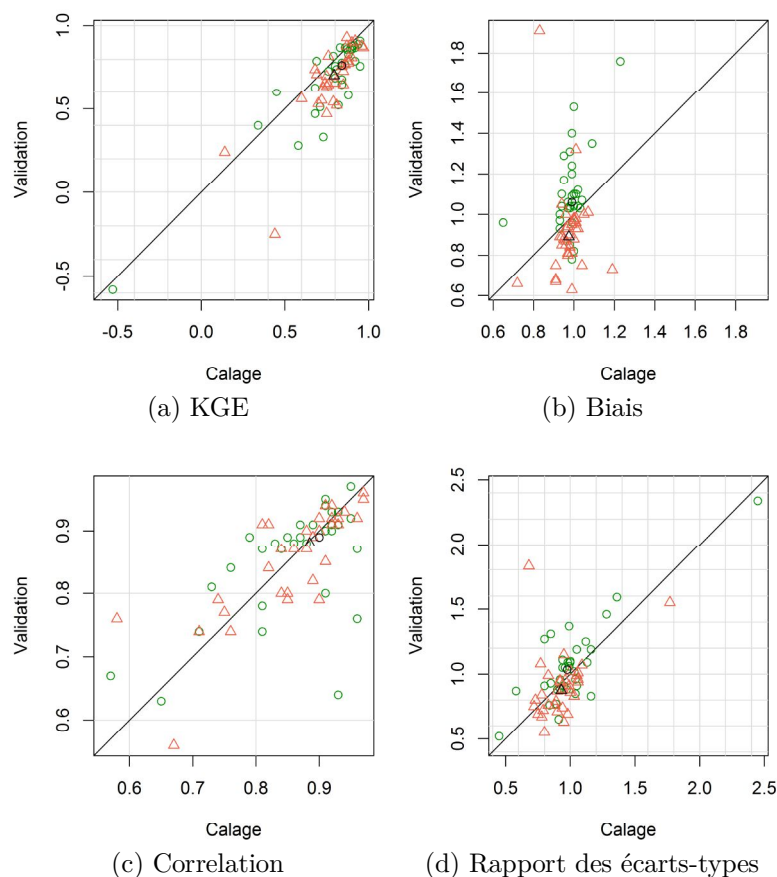 1.0
0.5
0.0
-0.5
Validation
-0.5 0.0 0.5 1.0
Calage
(a) KGE
1.8
1.6
1.4
1.2
1.0
0.8
0.6
Validation
0.6 0.8 1.0 1.2 1.4 1.6 1.8
Calage
(b) Biais
0.9
0.8
0.7
0.6
Validation
0.6 0.7 0.8 0.9
Calage
(c) Correlation
2.5
2.0
1.5
1.0
0.5
Validation
0.5 1.0 1.5 2.0 2.5
Calage
(d) Rapport des écarts-types